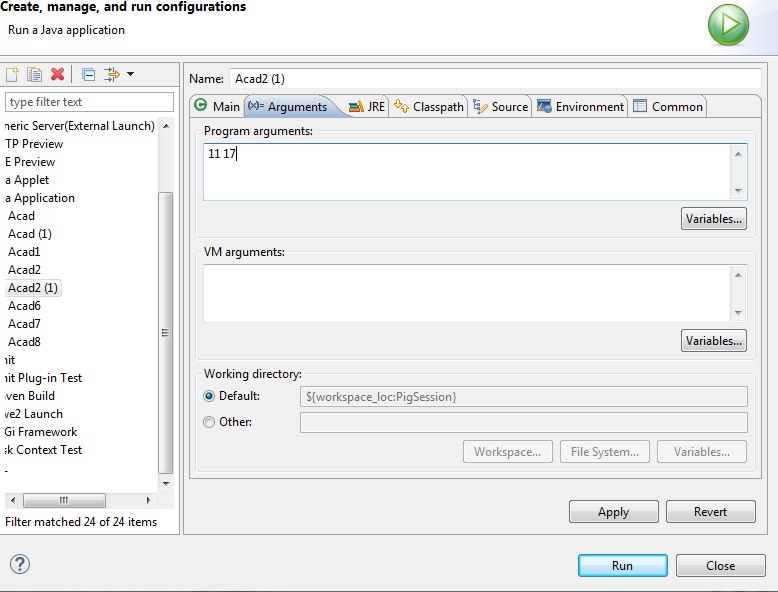 Create, manage, and run configurations
Run a Java application
type filter text
neric Server(External Launch)
TP Preview
E Preview
a Applet
a Application
Acad
Acad (1)
Acad1
Acad2
Acad2 (1)
Acad6
Acad7
Acad8
nit
nit Plug-in Test
aven Build
we2 Launch
Gi Framework
sk Context Test
Filter matched 24 of 24 items
Name: Acad2 (1)
Main (x)= Arguments JRE Classpath Source Environment Common
Program arguments:
11 17
Variables...
VM arguments:
Variables...
Working directory:
Default: ${workspace_loc:PigSession}
Other:
Workspace... File System... Variables...
Apply Revert
? Run Close